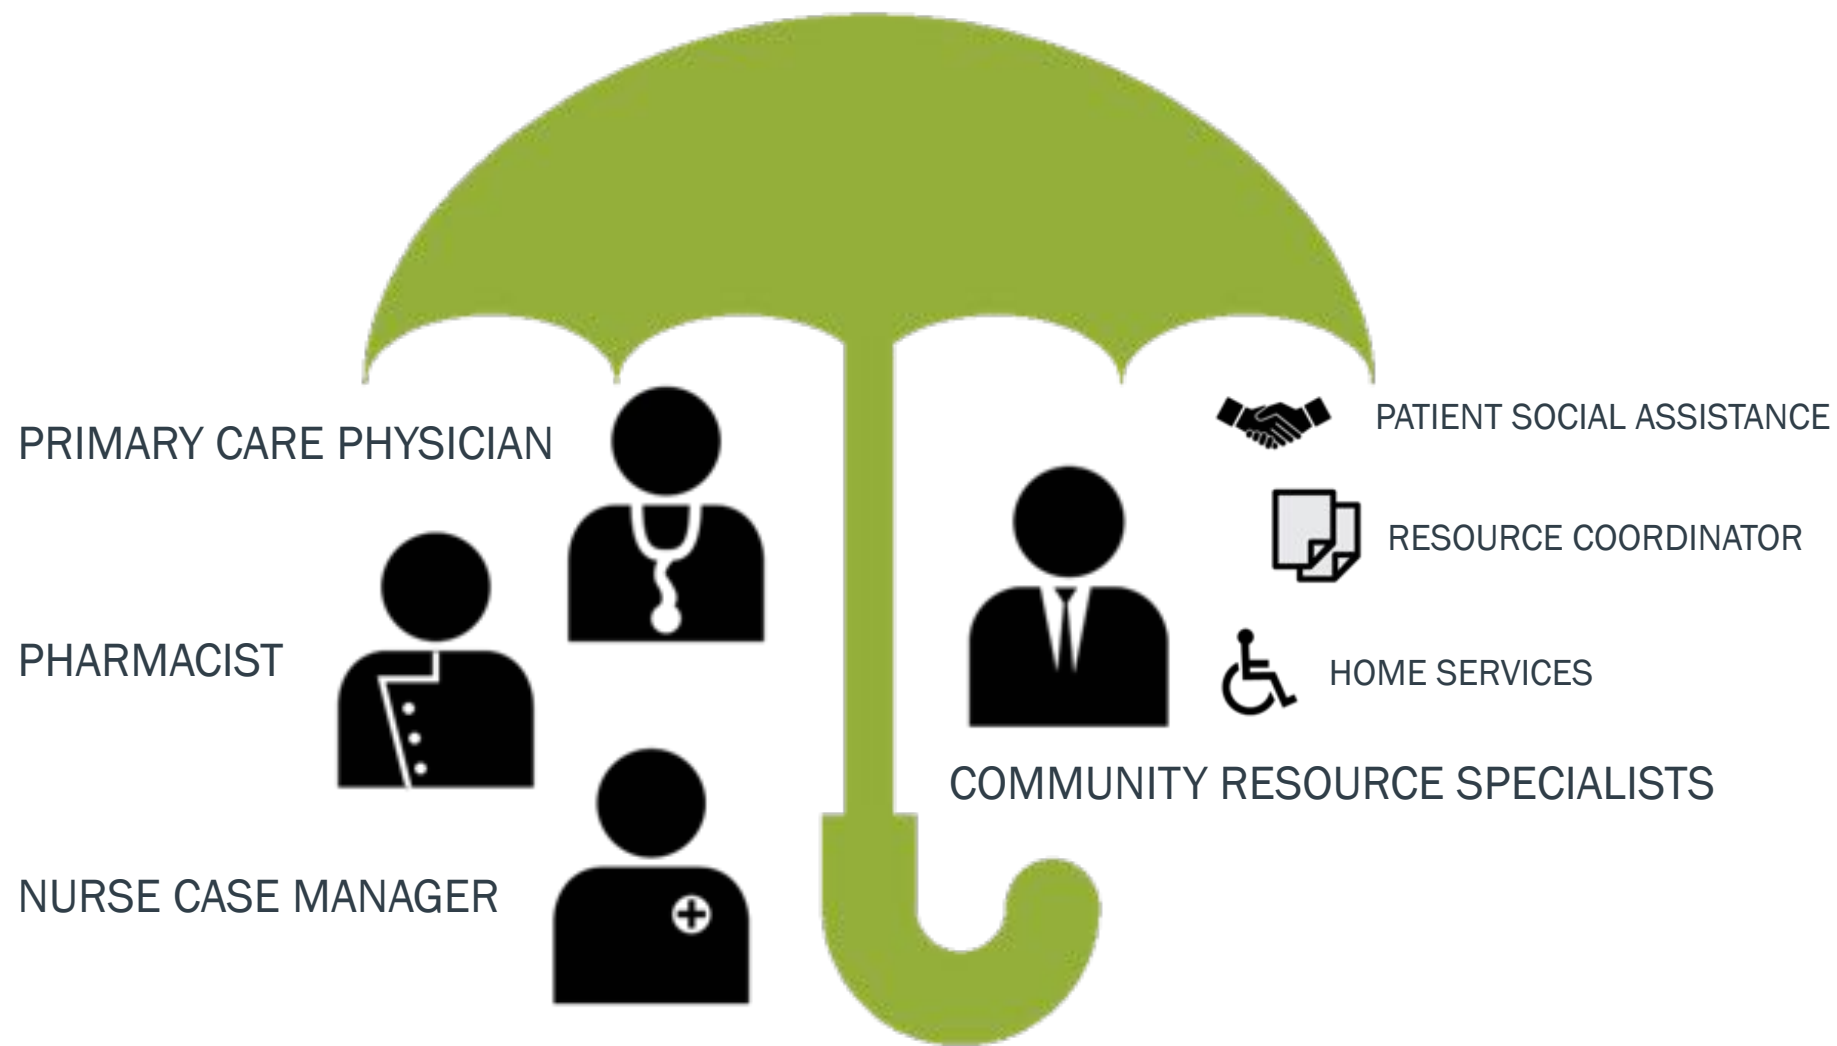 PRIMARY CARE PHYSICIAN
PHARMACIST
NURSE CASE MANAGER
PATIENT SOCIAL ASSISTANCE
RESOURCE COORDINATOR
HOME SERVICES
COMMUNITY RESOURCE SPECIALISTS